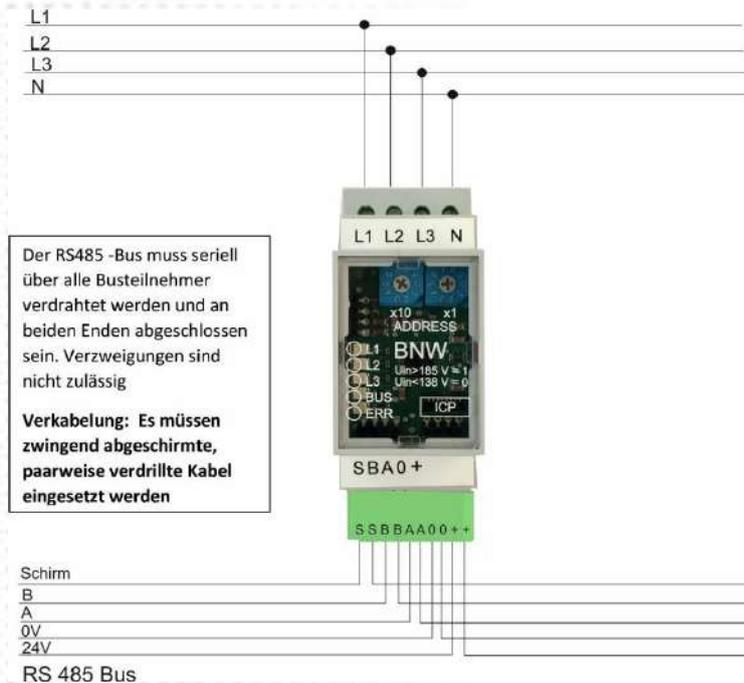 L1
L2
L3
N
L1 L2 L3 N
Der RS485 -Bus muss seriell
über alle Busteilnehmer
verdrahtet werden und an
beiden Enden abgeschlossen
sein. Verzweigungen sind
nicht zulässig
Verkabelung: Es müssen
zwingend abgeschirmte,
paarweise verdrillte Kabel
eingesetzt werden
x10 x1
ADDRESS
BNW
Uin>185 V = 1
Uin<138 V = 0
L1
L2
L3
BUS
ERR
ICP
SBA0+
SSBBAA00++
Schirm
B
A
0V
24V
RS 485 Bus